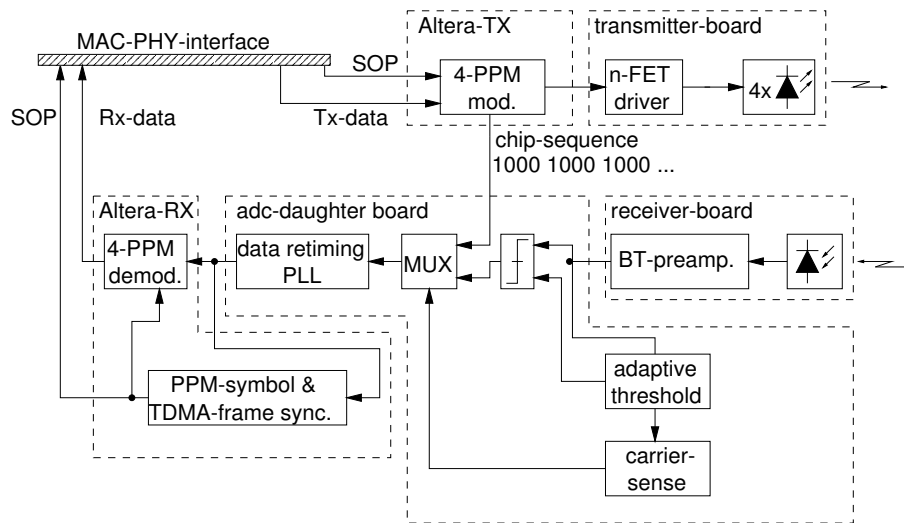 Altera-TX
transmitter-board
MAC-PHY-interface
SOP
4-PPM
mod.
n-FET
driver
4x
SOP
Rx-data
Tx-data
chip-sequence
1000 1000 1000 ...
Altera-RX
adc-daughter board
receiver-board
4-PPM
demod.
data retiming
PLL
MUX
BT-preamp.
PPM-symbol &
TDMA-frame sync.
adaptive
threshold
carrier-
sense